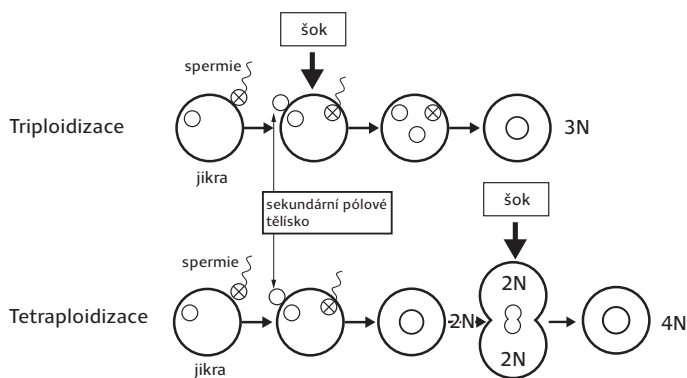 šok
spermie
Triploidizace
3N
jikra
sekundární pólové
tělísko
šok
spermie
2N
Tetraploidizace
2N
4N
2N
jikra